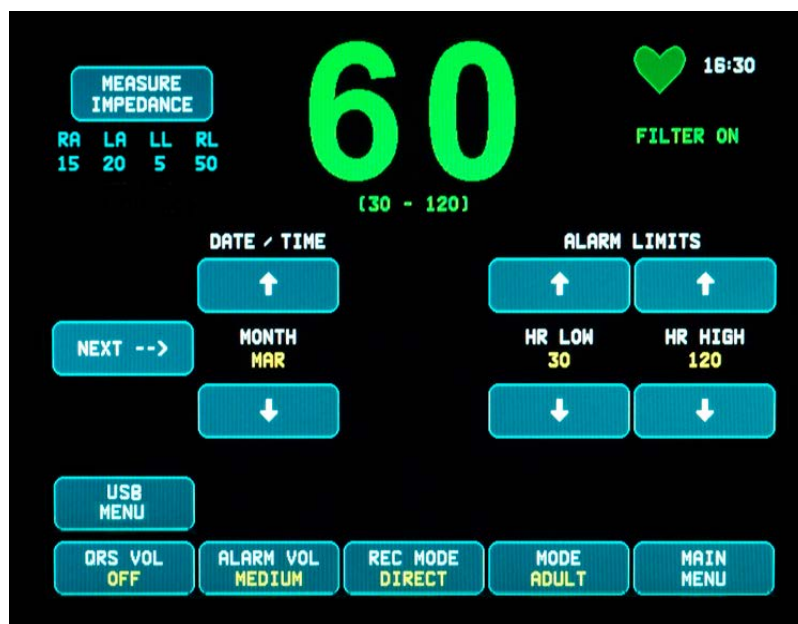 MEASURE
IMPEDANCE
RA LA LL RL
15 20 5 50
60
(30 - 120)
16:30
FILTER ON
DATE / TIME
ALARM LIMITS
NEXT -->
MONTH
MAR
HR LOW
30
HR HIGH
120
USB
MENU
QRS VOL
OFF
ALARM VOL
MEDIUM
REC MODE
DIRECT
MODE
ADULT
MAIN
MENU